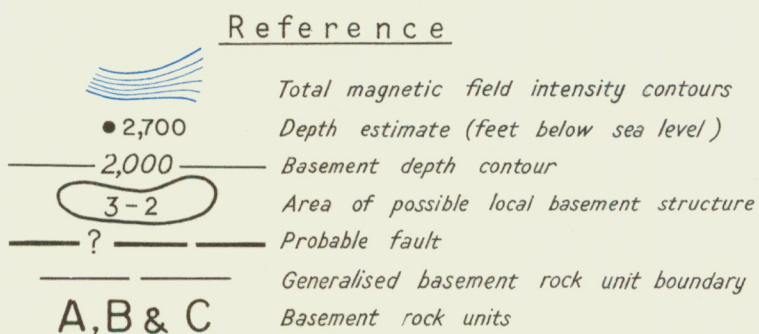 Reference
Total magnetic field intensity contours
2,700 Depth estimate (feet below sea level)
2,000 Basement depth contour
3-2 Area of possible local basement structure
? Probable fault
Generalised basement rock unit boundary
A, B & C Basement rock units